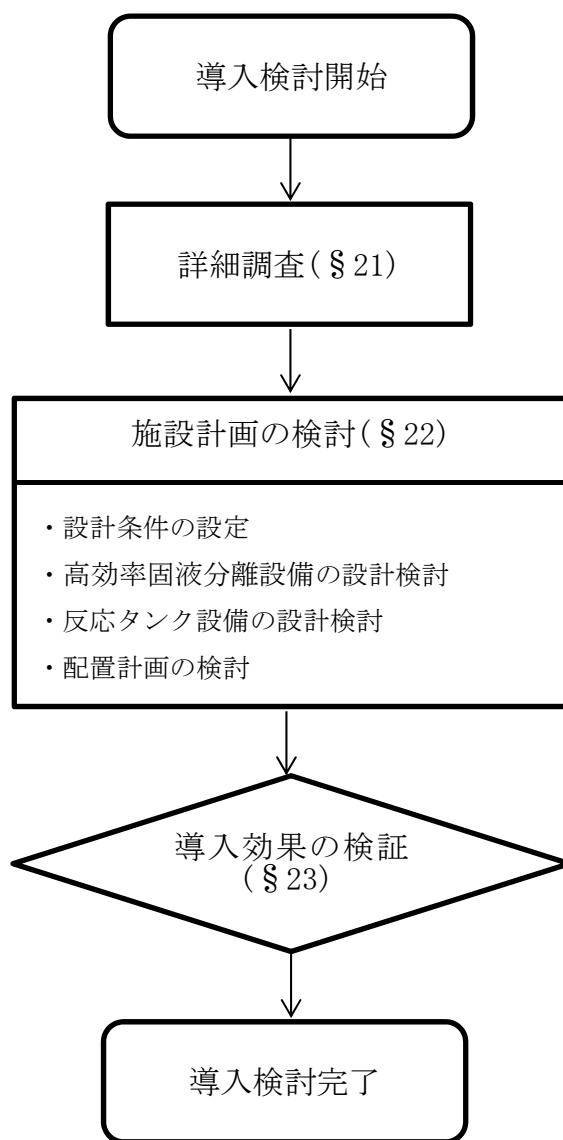 導入検討開始
詳細調査(§21)
施設計画の検討(§22)
・設計条件の設定
・高効率固液分離設備の設計検討
・反応タンク設備の設計検討
・配置計画の検討
導入効果の検証
(§23)
導入検討完了